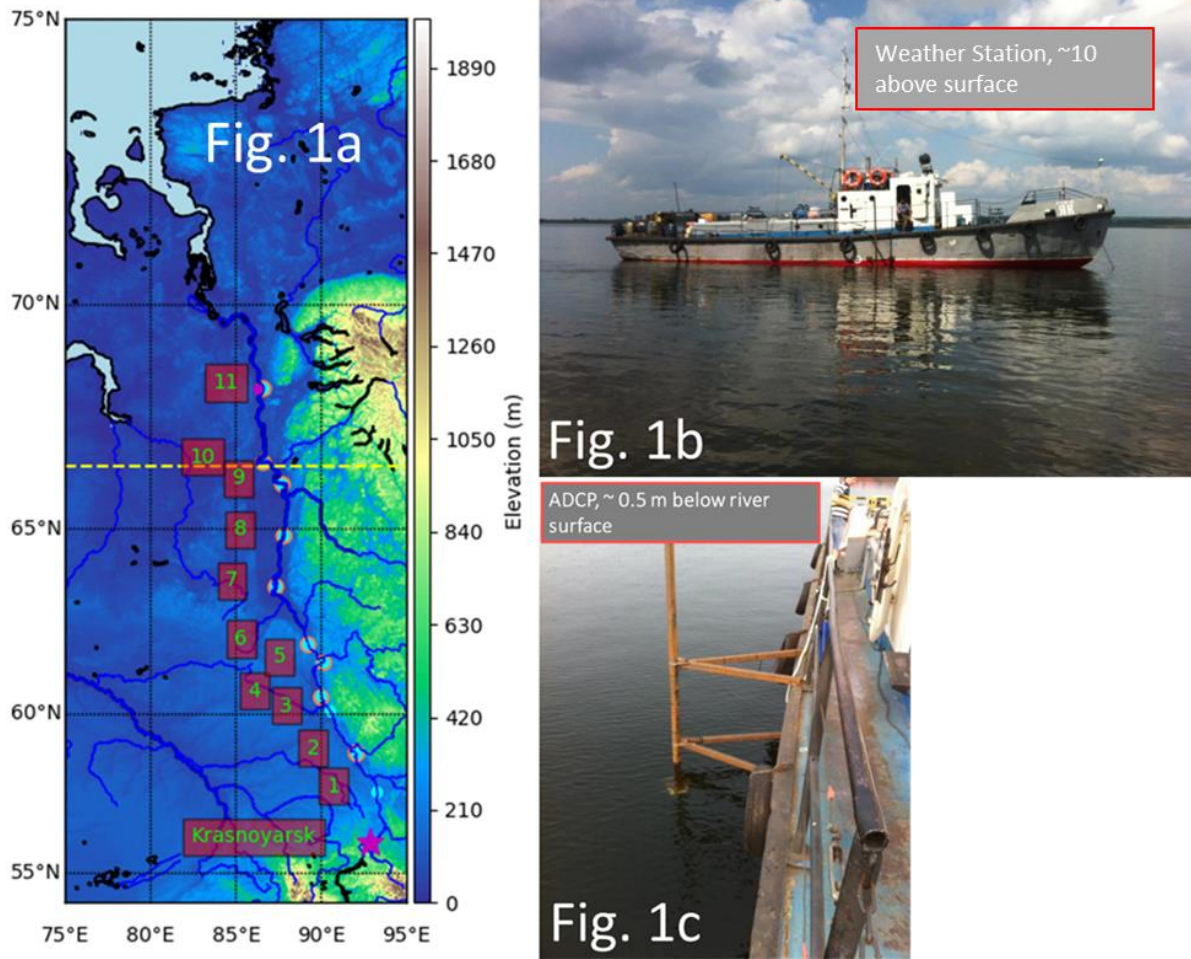 75°N
70°N
65°N
60°N
55°N
75°E
80°E
85°E
90°E
95°E
Fig. 1a
11
10
9
8
7
6
5
4
3
2
1
Krasnoyarsk
1890
1680
1470
1260
1050
840
630
420
210
0
Elevation (m)
Weather Station, ~10
above surface
Fig. 1b
ADCP, ~ 0.5 m below river
surface
Fig. 1c